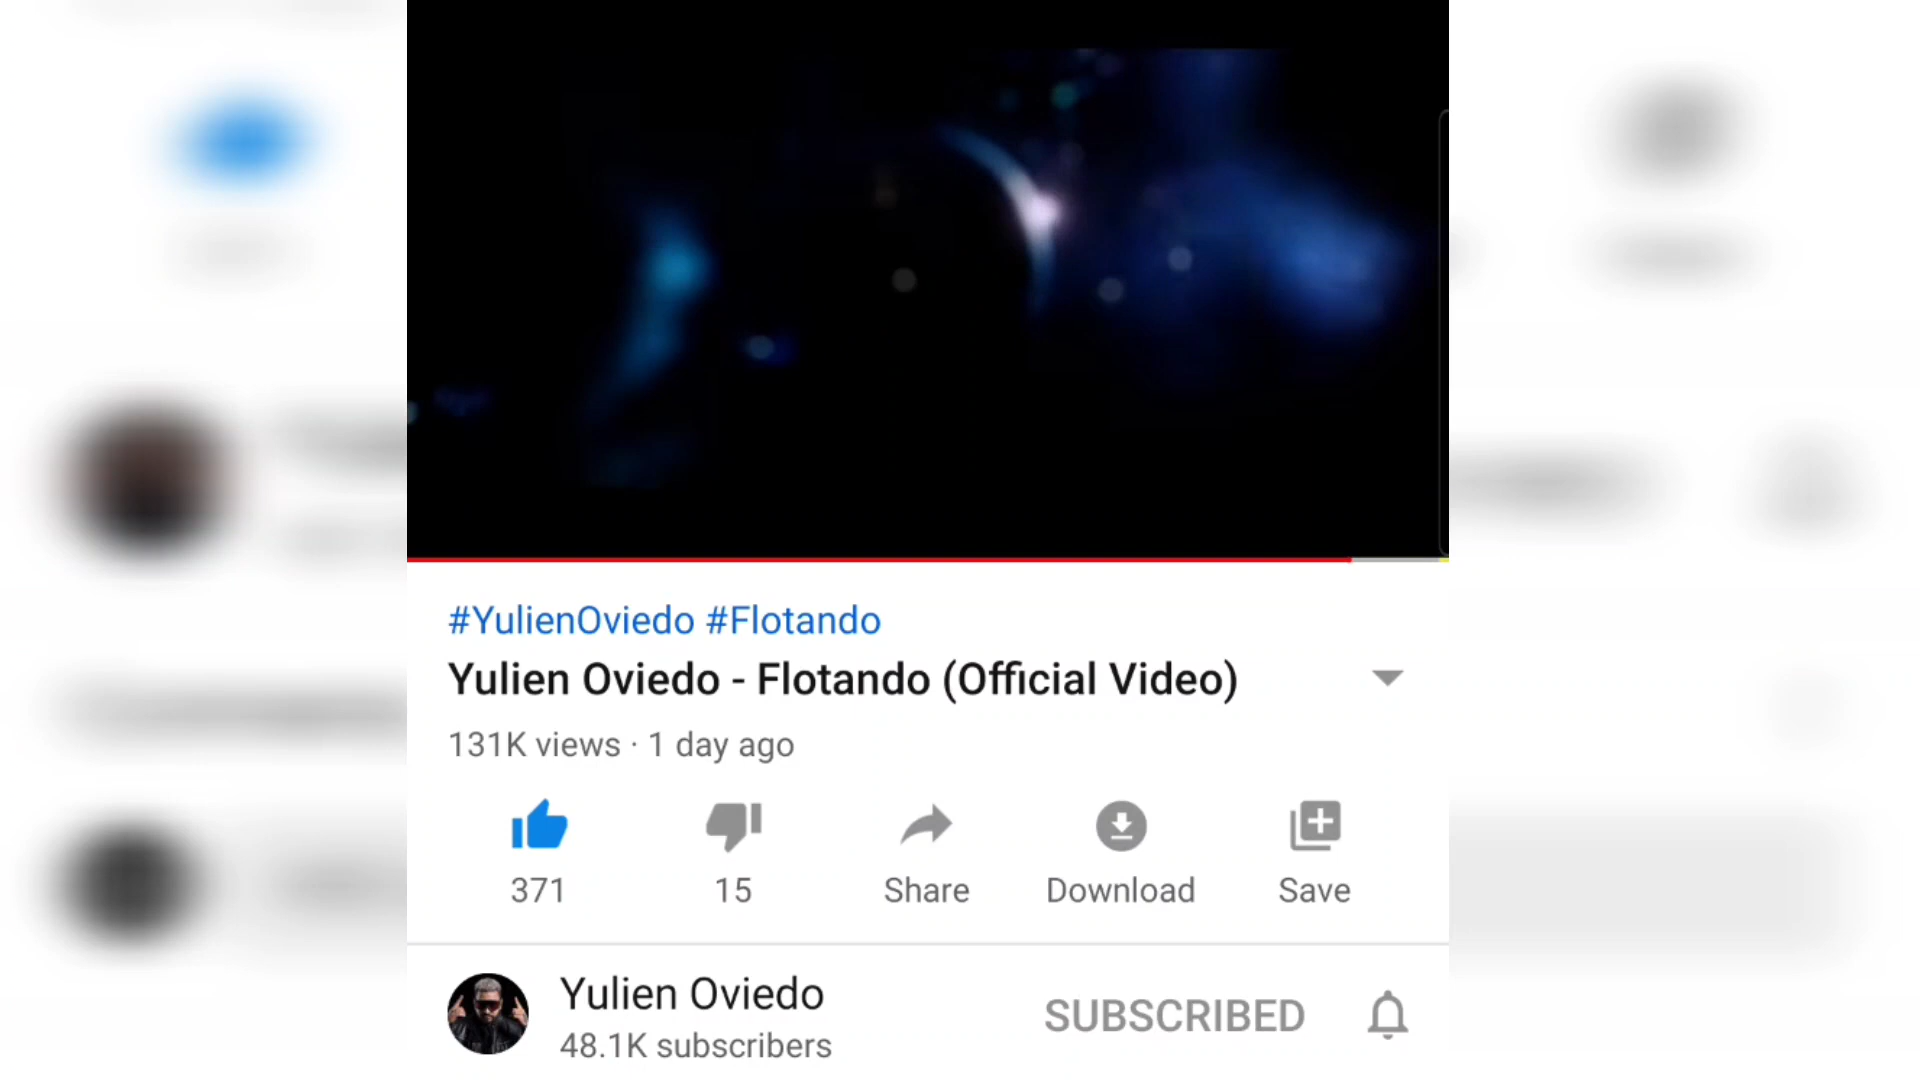 #YulienOviedo #Flotando
Yulien Oviedo - Flotando (Official Video)
131K views · 1 day ago
371
15
Share
Download
Save
Yulien Oviedo
SUBSCRIBED
48.1K subscribers